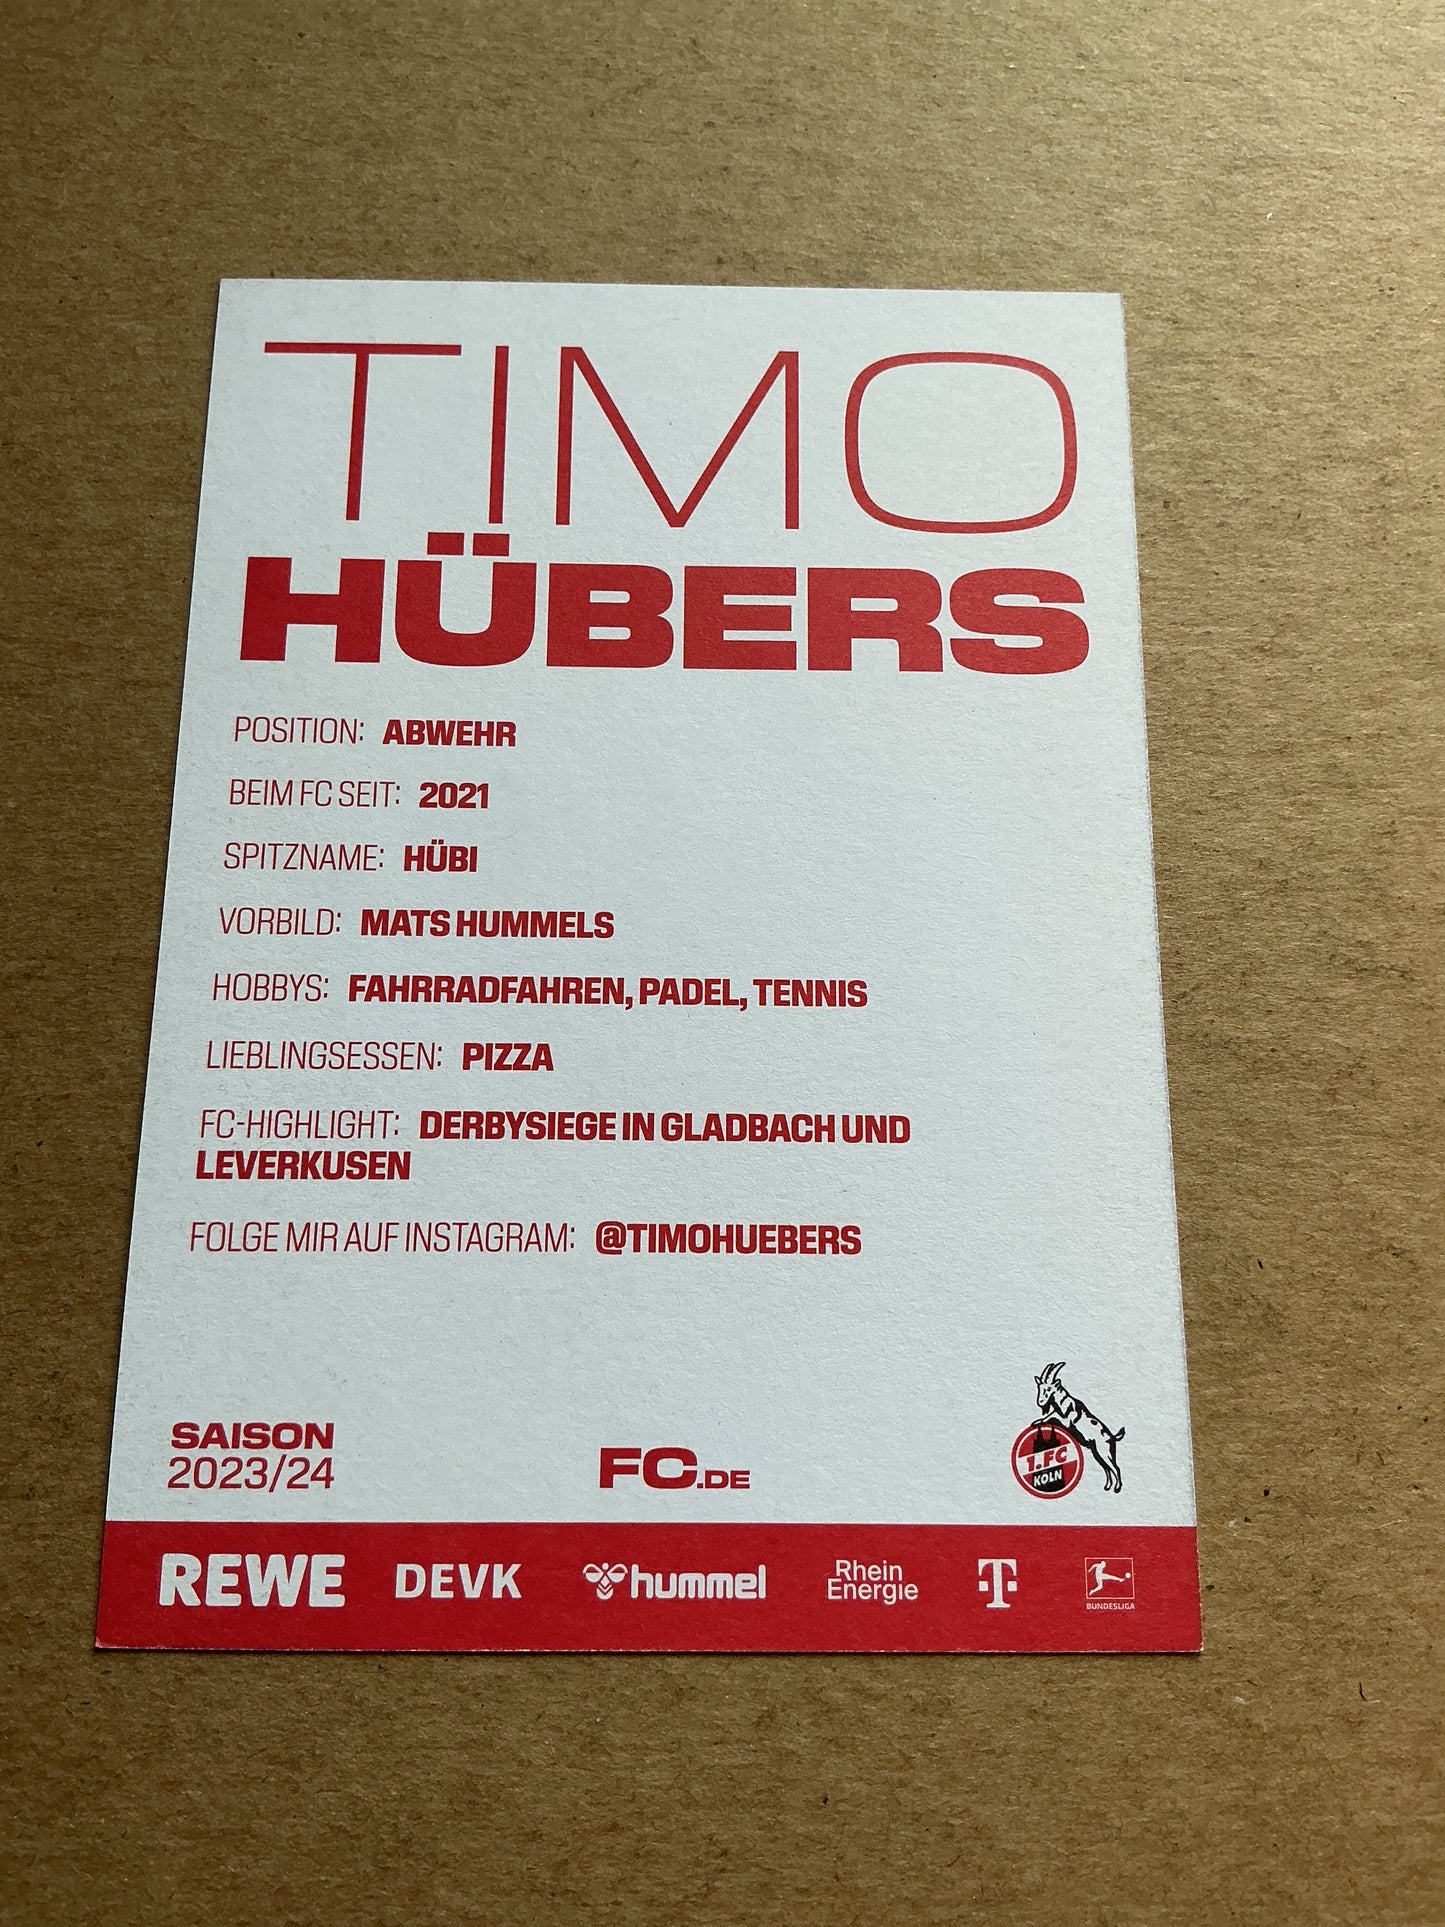 TIMO
HÜBERS
POSITION: ABWEHR
BEIM FC SEIT: 2021
SPITZNAME: HÜBI
VORBILD: MATS HUMMELS
HOBBYS: FAHRRADFAHREN, PADEL, TENNIS
LIEBLINGSESSEN: PIZZA
FC-HIGHLIGHT: DERBYSIEGE IN GLADBACH UND
LEVERKUSEN
FOLGE MIR AUF INSTAGRAM: @TIMOHUEBERS
SAISON
2023/24
FC.DE
1.FC
KÖLN
REWE DEVK hummel Rhein
Energie T BUNDESLIGA